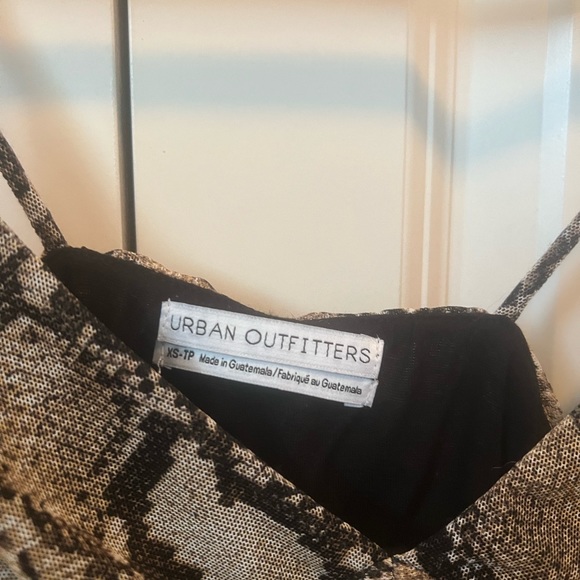 URBAN OUTFITTERS
XS-TP Made in Guatemala/Fabriqué au Guatemala